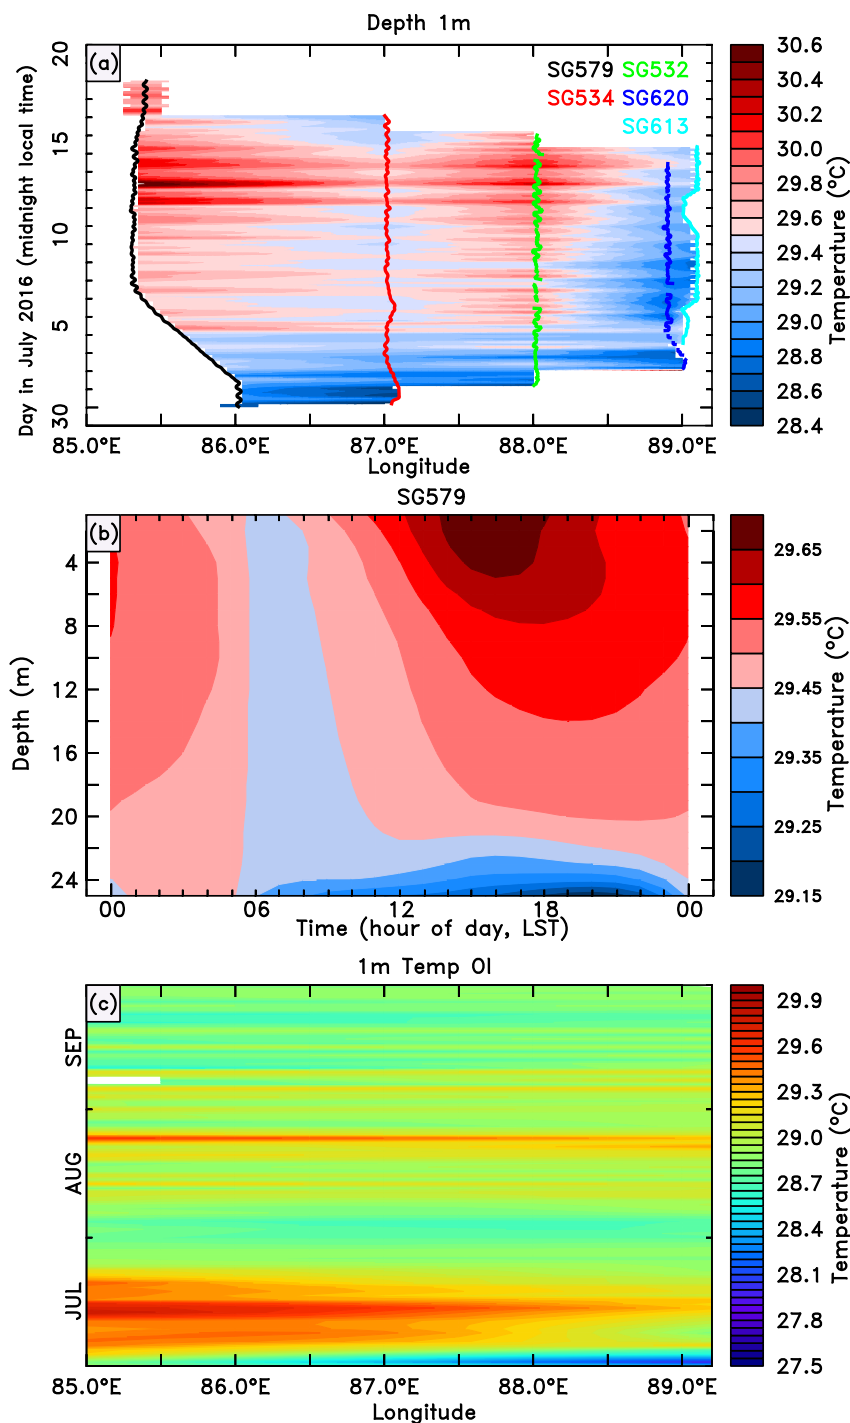 Depth 1m
(a)
SG579 SG532
SG534 SG620
SG613
Day in July 2016 (midnight local time)
20
15
10
5
30
85.0°E 86.0°E 87.0°E 88.0°E 89.0°E
Longitude
30.6
30.4
30.2
30.0
29.8
29.6
29.4
29.2
29.0
28.8
28.6
28.4
Temperature (°C)
SG579
(b)
Depth (m)
4
8
12
16
20
24
00 06 12 18 00
Time (hour of day, LST)
29.65
29.55
29.45
29.35
29.25
29.15
Temperature (°C)
1m Temp OI
(c)
SEP
AUG
JUL
85.0°E 86.0°E 87.0°E 88.0°E 89.0°E
Longitude
29.9
29.6
29.3
29.0
28.7
28.4
28.1
27.8
27.5
Temperature (°C)